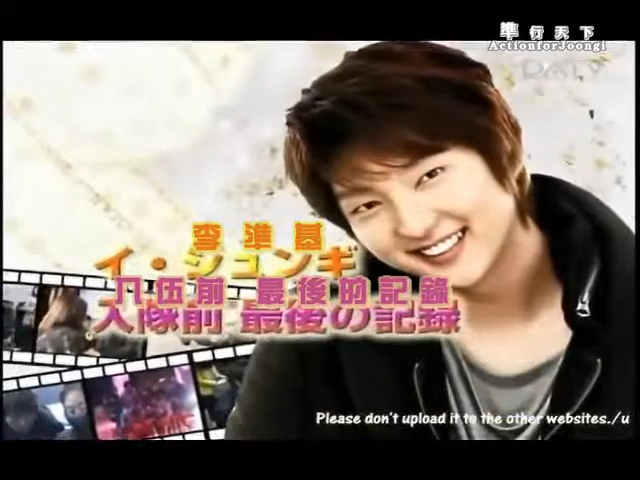 準行天下
ActionforJoongi
DATV
李準基
イ・ジュンギ
入伍前 最後的記錄
入隊前 最後の記録
Please don't upload it to the other websites./u